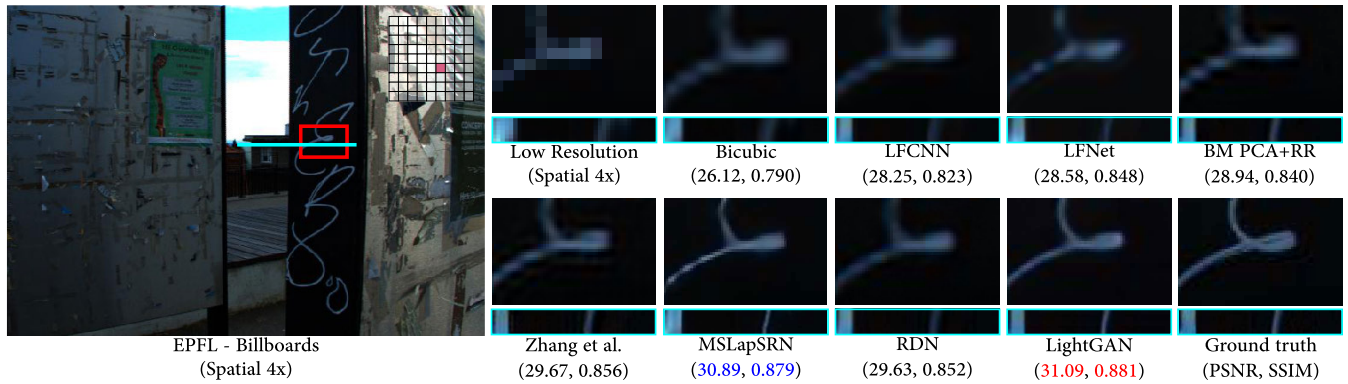 EPFL - Billboards
(Spatial 4x)
Low Resolution
(Spatial 4x)
Bicubic
(26.12, 0.790)
LFCNN
(28.25, 0.823)
LFNet
(28.58, 0.848)
BM PCA+RR
(28.94, 0.840)
Zhang et al.
(29.67, 0.856)
MSLapSRN
(30.89, 0.879)
RDN
(29.63, 0.852)
LightGAN
(31.09, 0.881)
Ground truth
(PSNR, SSIM)